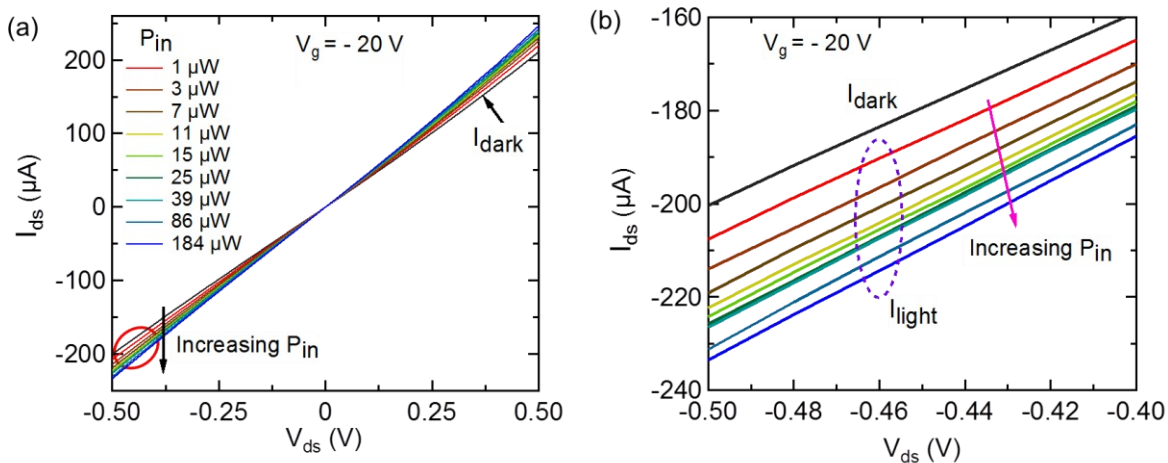 (a)
P_in
1 μW
3 μW
7 μW
11 μW
15 μW
25 μW
39 μW
86 μW
184 μW
V_g = - 20 V
I_dark
Increasing P_in
200
100
0
-100
-200
-0.50
-0.25
0
0.25
0.50
I_ds (μA)
V_ds (V)
(b)
V_g = - 20 V
I_dark
Increasing P_in
I_light
-160
-180
-200
-220
-240
-0.50
-0.48
-0.46
-0.44
-0.42
-0.40
I_ds (μA)
V_ds (V)